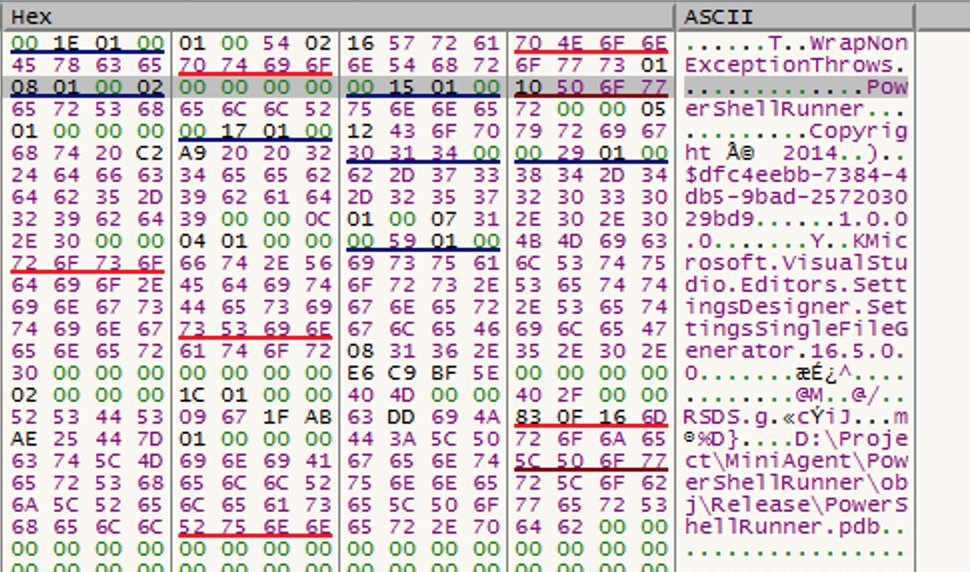 Hex ASCII
00 1E 01 00 01 00 54 02 16 57 72 61 70 4E 6F 6E ......T..WrapNon
45 78 63 65 70 74 69 6F 6E 54 68 72 6F 77 73 01 ExceptionThrows.
08 01 00 02 00 00 00 00 00 15 01 00 10 50 6F 77 .............Pow
65 72 53 68 65 6C 6C 52 75 6E 6E 65 72 00 00 05 erShellRunner...
01 00 00 00 00 17 01 00 12 43 6F 70 79 72 69 67 .........Copyrig
68 74 20 C2 A9 20 20 32 30 31 34 00 00 29 01 00 ht Â©  2014..)..
24 64 66 63 34 65 65 62 62 2D 37 33 38 34 2D 34 $dfc4eebb-7384-4
64 62 35 2D 39 62 61 64 2D 32 35 37 32 30 33 30 db5-9bad-2572030
32 39 62 64 39 00 00 0C 01 00 07 31 2E 30 2E 30 29bd9......1.0.0
2E 30 00 00 04 01 00 00 00 59 01 00 4B 4D 69 63 .0.......Y..KMic
72 6F 73 6F 66 74 2E 56 69 73 75 61 6C 53 74 75 rosoft.VisualStu
64 69 6F 2E 45 64 69 74 6F 72 73 2E 53 65 74 74 dio.Editors.Sett
69 6E 67 73 44 65 73 69 67 6E 65 72 2E 53 65 74 ingsDesigner.Set
74 69 6E 67 73 53 69 6E 67 6C 65 46 69 6C 65 47 tingsSingleFileG
65 6E 65 72 61 74 6F 72 08 31 36 2E 35 2E 30 2E enerator.16.5.0.
30 00 00 00 00 00 00 00 E6 C9 BF 5E 00 00 00 00 0.......æÉ¿^....
02 00 00 00 1C 01 00 00 40 4D 00 00 40 2F 00 00 ........@M..@/..
52 53 44 53 09 67 1F AB 63 DD 69 4A 83 0F 16 6D RSDS.g.«cÝiJ...m
AE 25 44 7D 01 00 00 00 44 3A 5C 50 72 6F 6A 65 ®%D}....D:\Proje
63 74 5C 4D 69 6E 69 41 67 65 6E 74 5C 50 6F 77 ct\MiniAgent\Pow
65 72 53 68 65 6C 6C 52 75 6E 6E 65 72 5C 6F 62 erShellRunner\ob
6A 5C 52 65 6C 65 61 73 65 5C 50 6F 77 65 72 53 j\Release\PowerS
68 65 6C 6C 52 75 6E 6E 65 72 2E 70 64 62 00 00 hellRunner.pdb..
00 00 00 00 00 00 00 00 00 00 00 00 00 00 00 00 ................
00 00 00 00 00 00 00 00 00 00 00 00 00 00 00 00